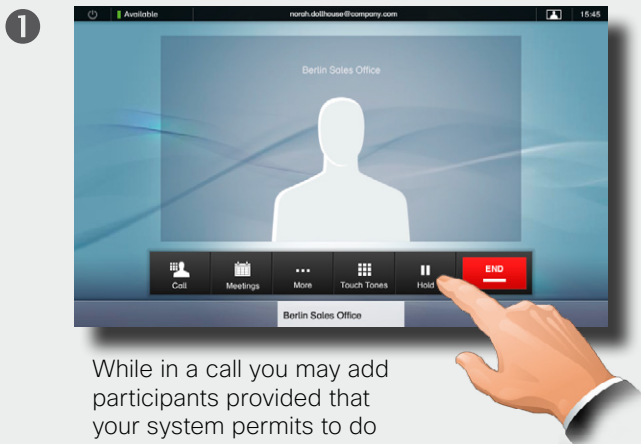 1
Available norah.dollhouse@company.com 15:45
Berlin Sales Office
Call Meetings More Touch Tones Hold END
Berlin Sales Office
While in a call you may add
participants provided that
your system permits to do